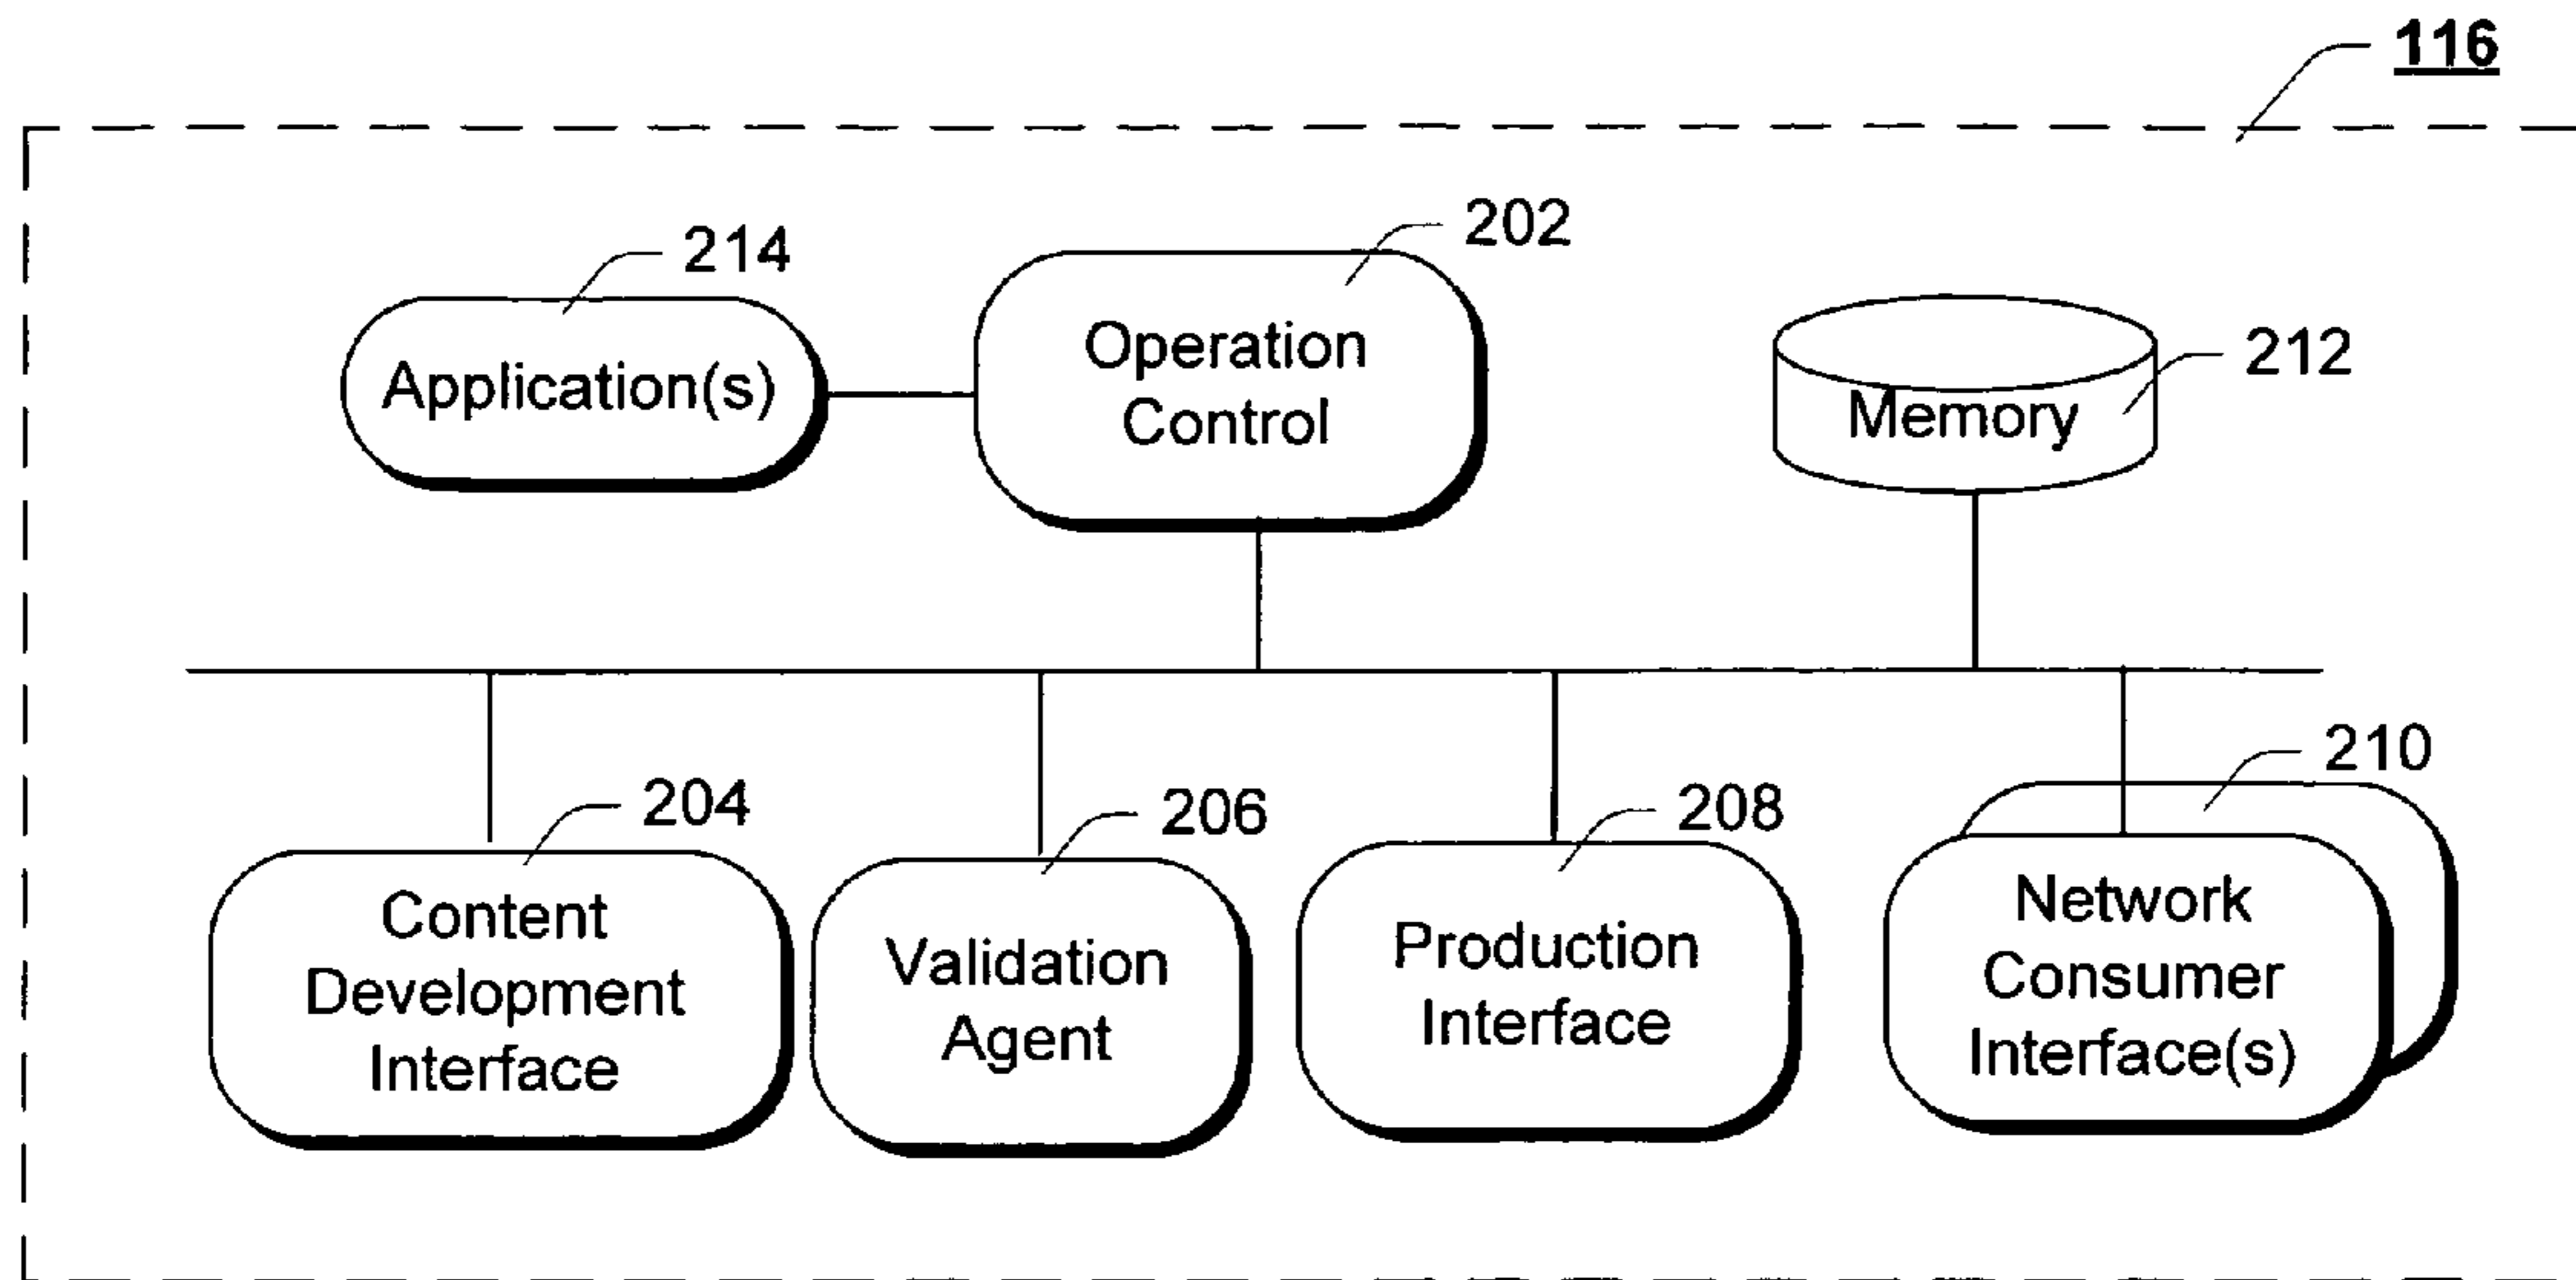 116
214
202
Application(s)
Operation
Control
212
Memory
204
206
208
210
Content
Development
Interface
Validation
Agent
Production
Interface
Network
Consumer
Interface(s)